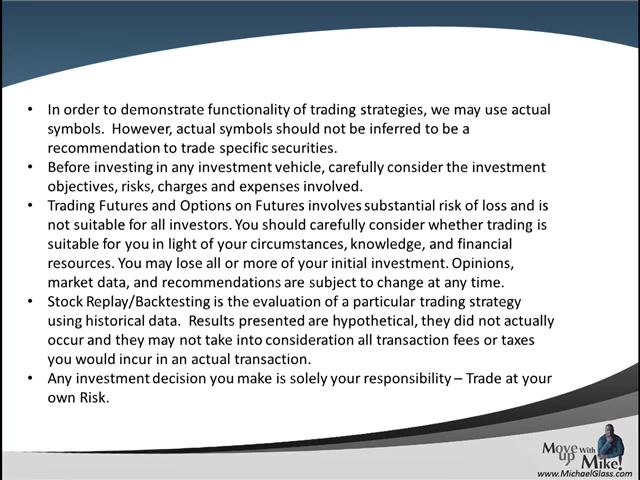 • In order to demonstrate functionality of trading strategies, we may use actual
symbols.  However, actual symbols should not be inferred to be a
recommendation to trade specific securities.
• Before investing in any investment vehicle, carefully consider the investment
objectives, risks, charges and expenses involved.
• Trading Futures and Options on Futures involves substantial risk of loss and is
not suitable for all investors. You should carefully consider whether trading is
suitable for you in light of your circumstances, knowledge, and financial
resources. You may lose all or more of your initial investment. Opinions,
market data, and recommendations are subject to change at any time.
• Stock Replay/Backtesting is the evaluation of a particular trading strategy
using historical data.  Results presented are hypothetical, they did not actually
occur and they may not take into consideration all transaction fees or taxes
you would incur in an actual transaction.
• Any investment decision you make is solely your responsibility – Trade at your
own Risk.
Move up With Mike!
www.MichaelGlass.com